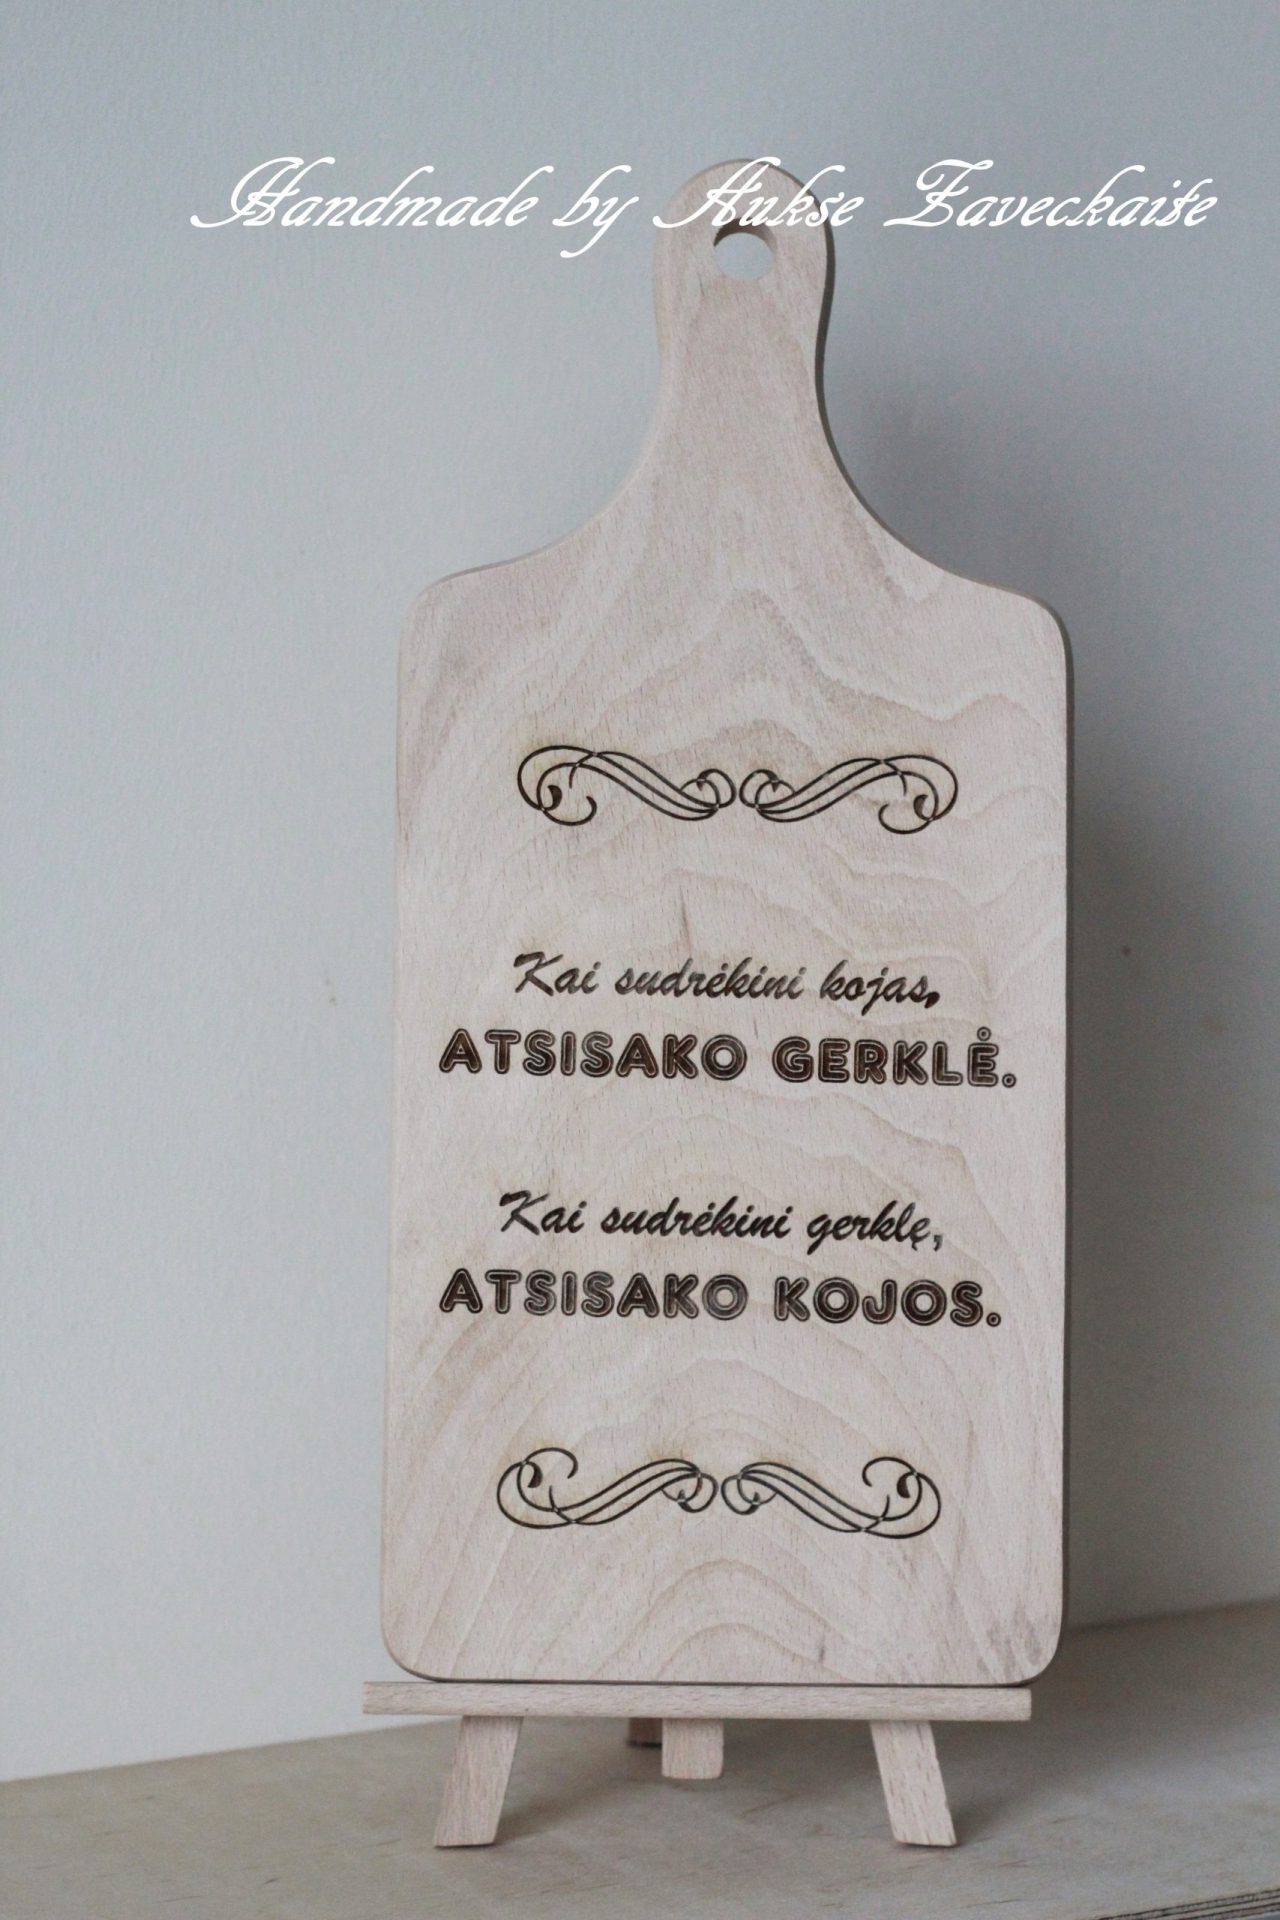 Handmade by Aukse Zaveckaite
Kai sudrėkini kojas,
ATSISAKO GERKLĖ.
Kai sudrėkini gerklę,
ATSISAKO KOJOS.